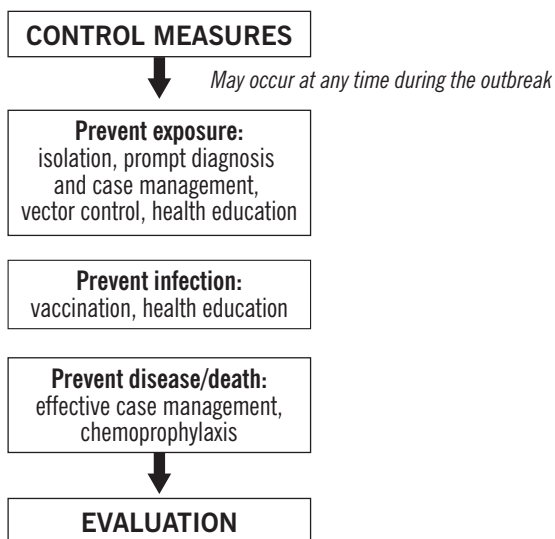 CONTROL MEASURES
May occur at any time during the outbreak
Prevent exposure:
isolation, prompt diagnosis
and case management,
vector control, health education
Prevent infection:
vaccination, health education
Prevent disease/death:
effective case management,
chemoprophylaxis
EVALUATION